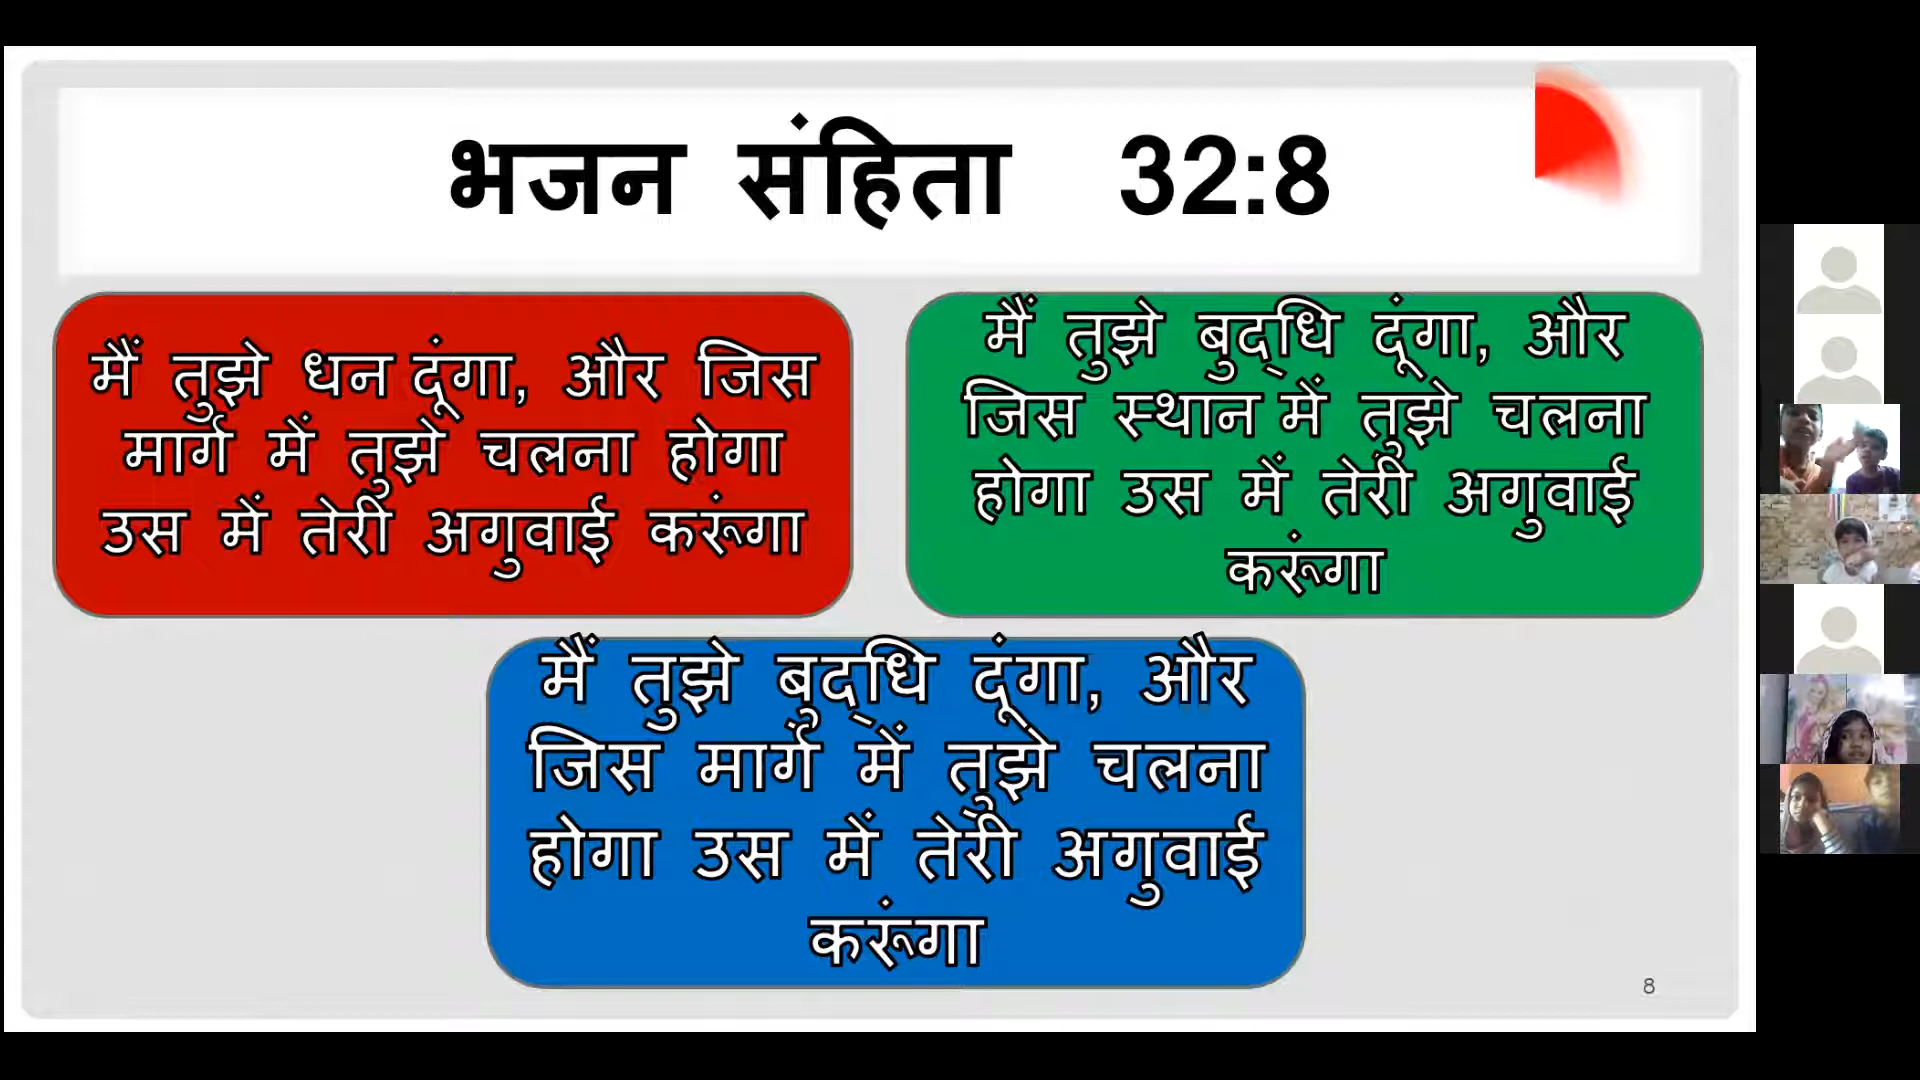 भजन संहिता 32:8
मैं तुझे धन दूंगा, और जिस
मार्ग में तुझे चलना होगा
उस में तेरी अगुवाई करूंगा
मैं तुझे बुद्धि दूंगा, और
जिस स्थान में तुझे चलना
होगा उस में तेरी अगुवाई
करूंगा
मैं तुझे बुद्धि दूंगा, और
जिस मार्ग में तुझे चलना
होगा उस में तेरी अगुवाई
करूंगा
8